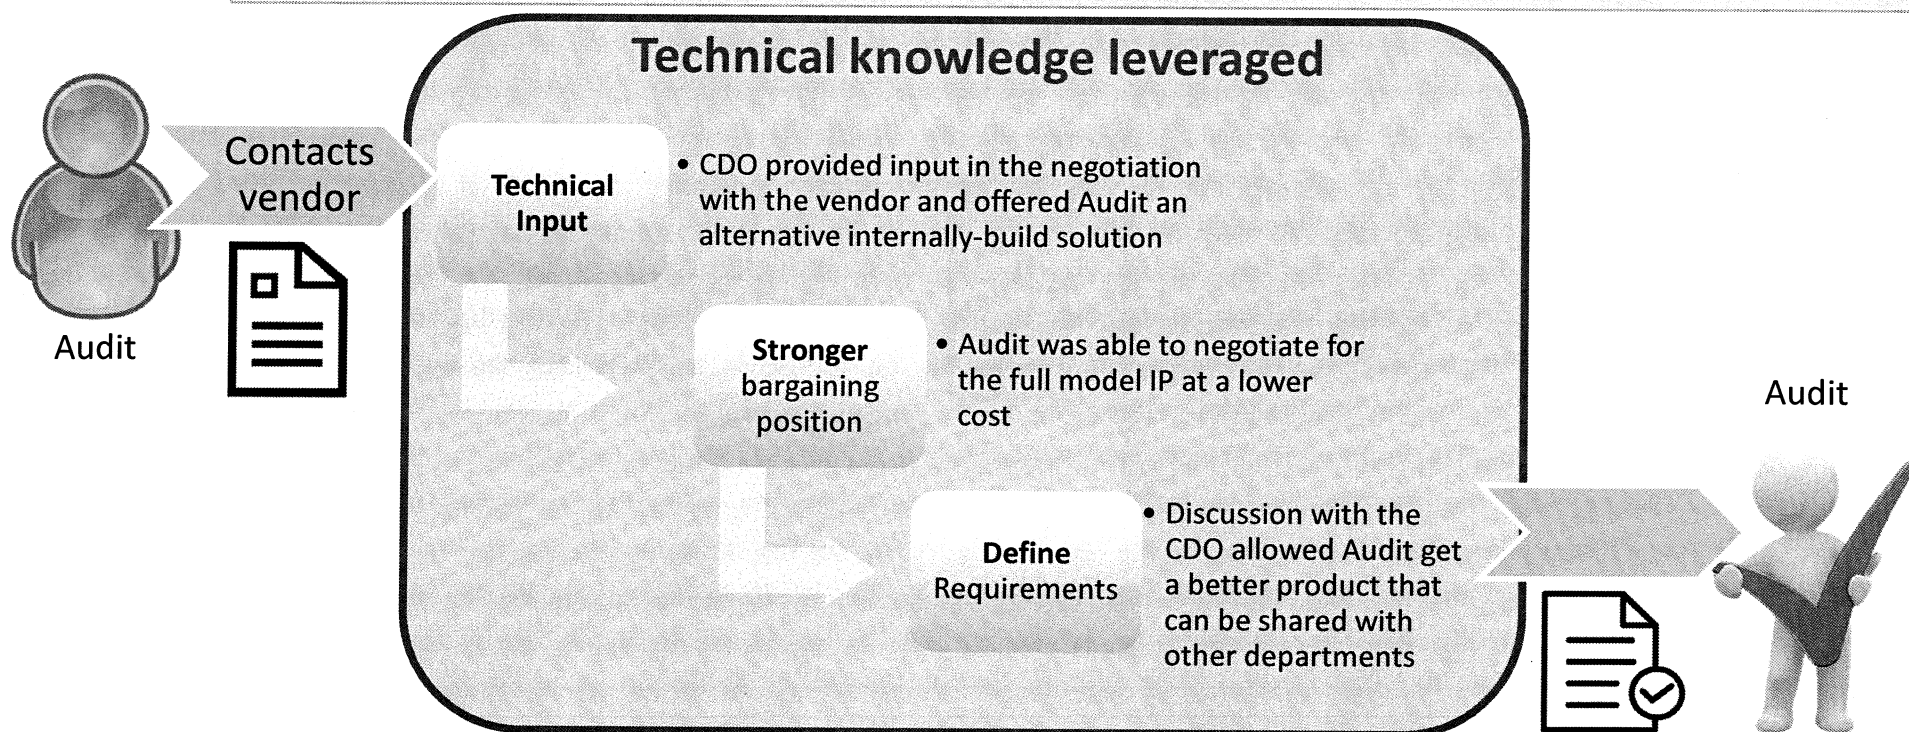 Technical knowledge leveraged
Contacts
vendor
Audit
Technical
Input
• CDO provided input in the negotiation
with the vendor and offered Audit an
alternative internally-build solution
Stronger
bargaining
position
• Audit was able to negotiate for
the full model IP at a lower
cost
Define
Requirements
• Discussion with the
CDO allowed Audit get
a better product that
can be shared with
other departments
Audit